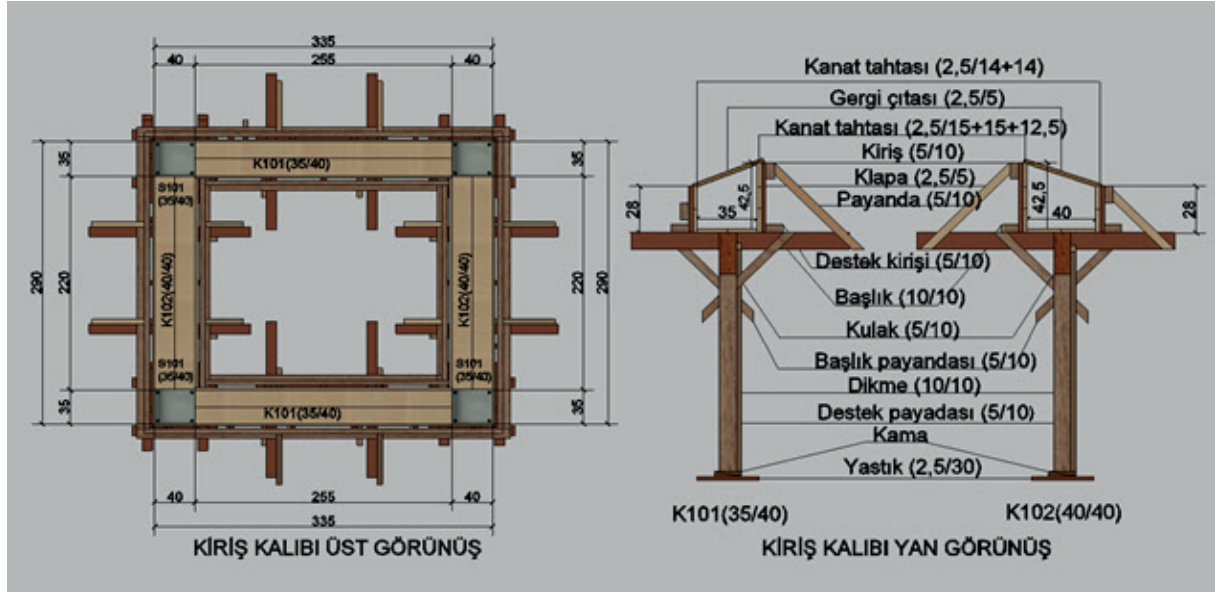 335
40 255 40
35 K101(35/40) 35
S101
(35/40)
S101
(35/40)
290 220 K102(40/40) K102(40/40) 220 290
S101
(35/40)
S101
(35/40)
35 K101(35/40) 35
40 255 40
335
KİRİŞ KALIBI ÜST GÖRÜNÜŞ
Kanat tahtası (2,5/14+14)
Gergi çıtası (2,5/5)
Kanat tahtası (2,5/15+15+12,5)
Kiriş (5/10)
Klapa (2,5/5)
Payanda (5/10)
28 35 42,5 42,5 40 28
Destek kirişi (5/10)
Başlık (10/10)
Kulak (5/10)
Başlık payandası (5/10)
Dikme (10/10)
Destek payadası (5/10)
Kama
Yastık (2,5/30)
K101(35/40) K102(40/40)
KİRİŞ KALIBI YAN GÖRÜNÜŞ